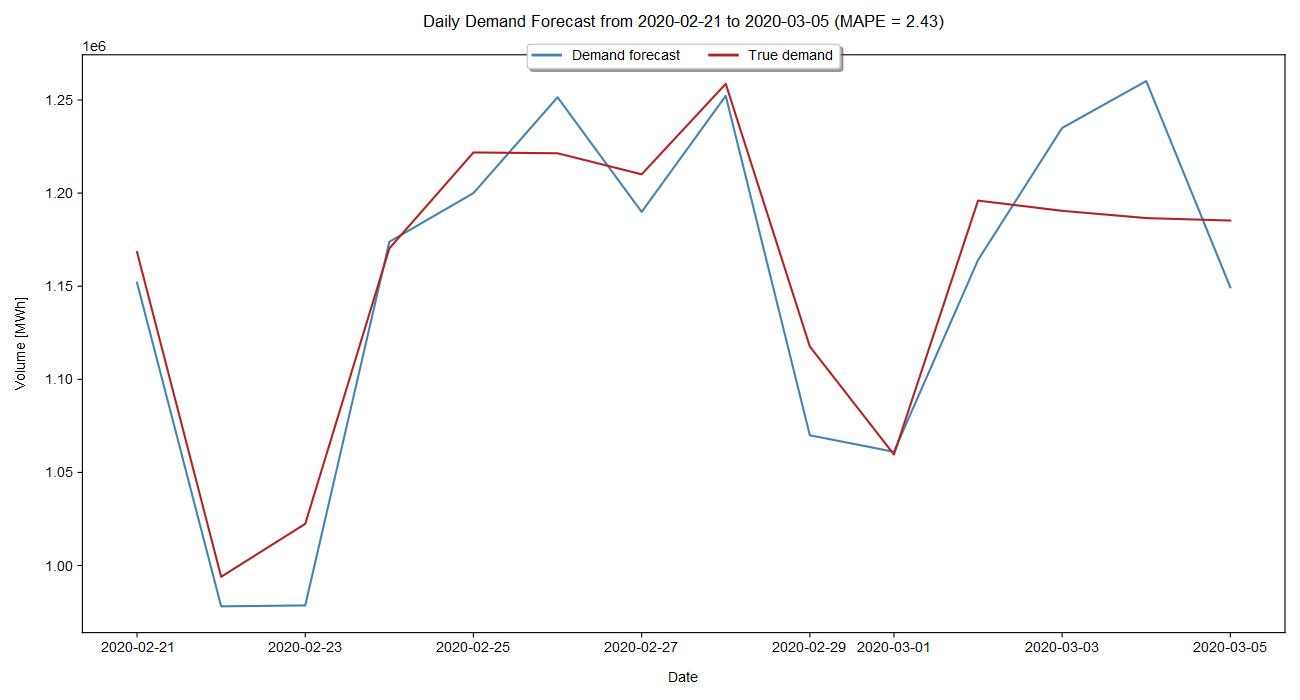 Daily Demand Forecast from 2020-02-21 to 2020-03-05 (MAPE = 2.43)
1e6
Demand forecast True demand
1.25
1.20
1.15
1.10
1.05
1.00
Volume [MWh]
2020-02-21 2020-02-23 2020-02-25 2020-02-27 2020-02-29 2020-03-01 2020-03-03 2020-03-05
Date